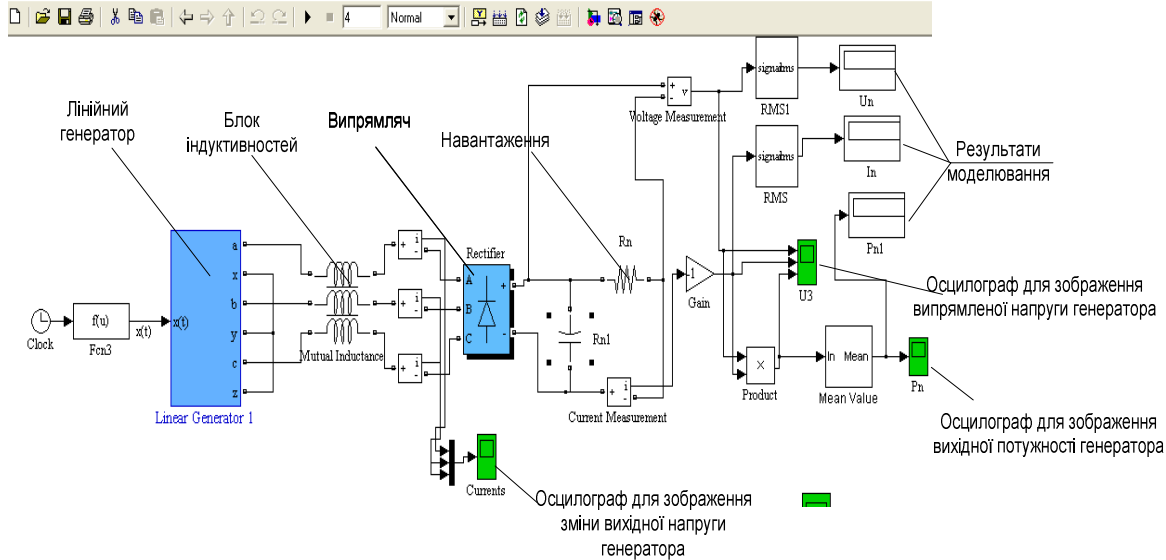 4
Normal
Лінійний
генератор
Блок
індуктивностей
Випрямляч
Навантаження
v
Voltage Measurement
RMS1
Un
RMS
In
Pn1
Результати
моделювання
Clock
f(u)
Fcn3
x(t)
x(t)
a
x
b
y
c
z
Linear Generator 1
Mutual Inductance
+ i
-
+ i
-
+ i
-
Rectifier
A
B
C
+
-
Rn
Rn1
+ i
-
Current Measurement
-1
Gain
U3
×
Product
In Mean
Mean Value
Pn
Осцилограф для зображення
випрямленої напруги генератора
Осцилограф для зображення
вихідної потужності генератора
Currents
Осцилограф для зображення
зміни вихідної напруги
генератора